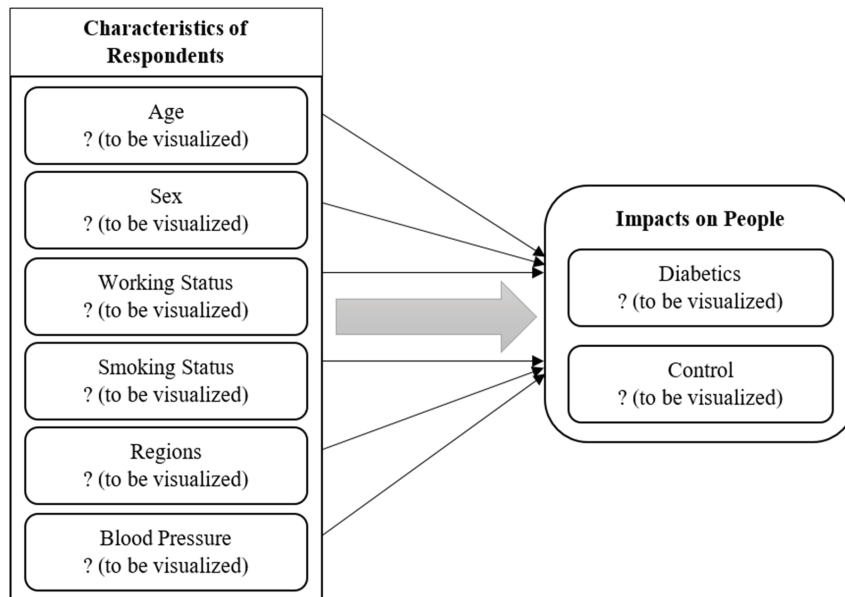 Characteristics of
Respondents
Age
? (to be visualized)
Sex
? (to be visualized)
Working Status
? (to be visualized)
Smoking Status
? (to be visualized)
Regions
? (to be visualized)
Blood Pressure
? (to be visualized)
Impacts on People
Diabetics
? (to be visualized)
Control
? (to be visualized)